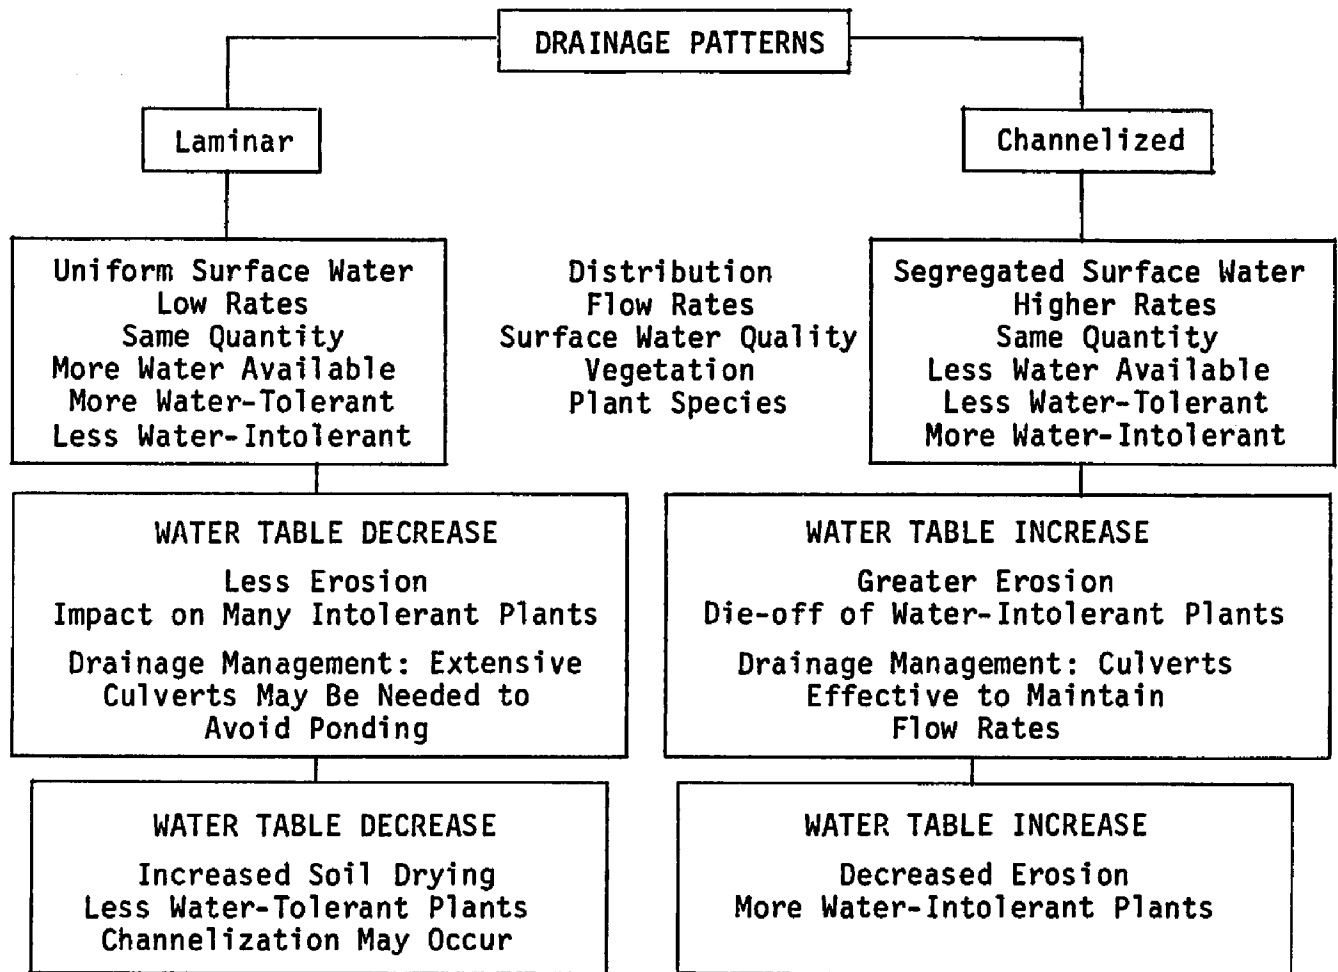 DRAINAGE PATTERNS
Laminar
Channelized
Uniform Surface Water
Low Rates
Same Quantity
More Water Available
More Water-Tolerant
Less Water-Intolerant
Distribution
Flow Rates
Surface Water Quality
Vegetation
Plant Species
Segregated Surface Water
Higher Rates
Same Quantity
Less Water Available
Less Water-Tolerant
More Water-Intolerant
WATER TABLE DECREASE
Less Erosion
Impact on Many Intolerant Plants
Drainage Management: Extensive
Culverts May Be Needed to
Avoid Ponding
WATER TABLE INCREASE
Greater Erosion
Die-off of Water-Intolerant Plants
Drainage Management: Culverts
Effective to Maintain
Flow Rates
WATER TABLE DECREASE
Increased Soil Drying
Less Water-Tolerant Plants
Channelization May Occur
WATER TABLE INCREASE
Decreased Erosion
More Water-Intolerant Plants